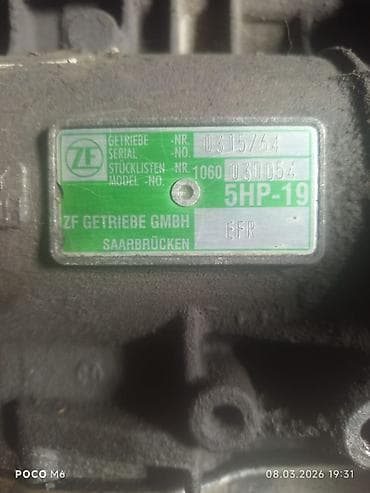 ZF
GETRIEBE -NR. 0415764
SERIAL -NO.
STÜCKLISTEN -NR. 1060 030054
MODEL -NO.
5HP-19
ZF GETRIEBE GMBH EFR
SAARBRÜCKEN
POCO M6 08.03.2026 19:31